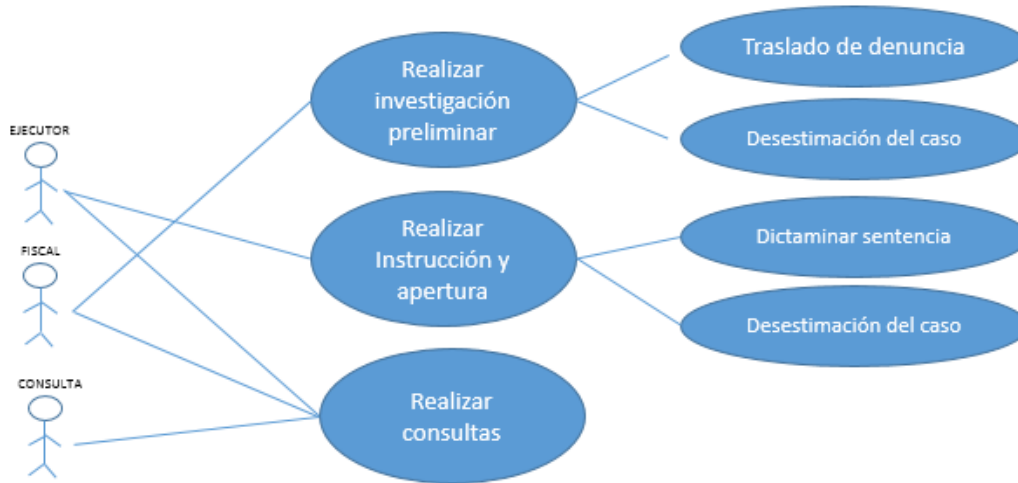 EJECUTOR
FISCAL
CONSULTA
Realizar
investigación
preliminar
Realizar
Instrucción y
apertura
Realizar
consultas
Traslado de denuncia
Desestimación del caso
Dictaminar sentencia
Desestimación del caso